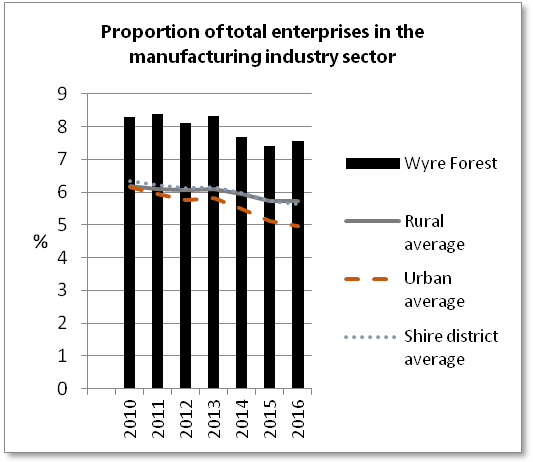 Proportion of total enterprises in the
manufacturing industry sector
9
8
7
6
5
4
3
2
1
0
%
2010
2011
2012
2013
2014
2015
2016
Wyre Forest
Rural
average
Urban
average
Shire district
average